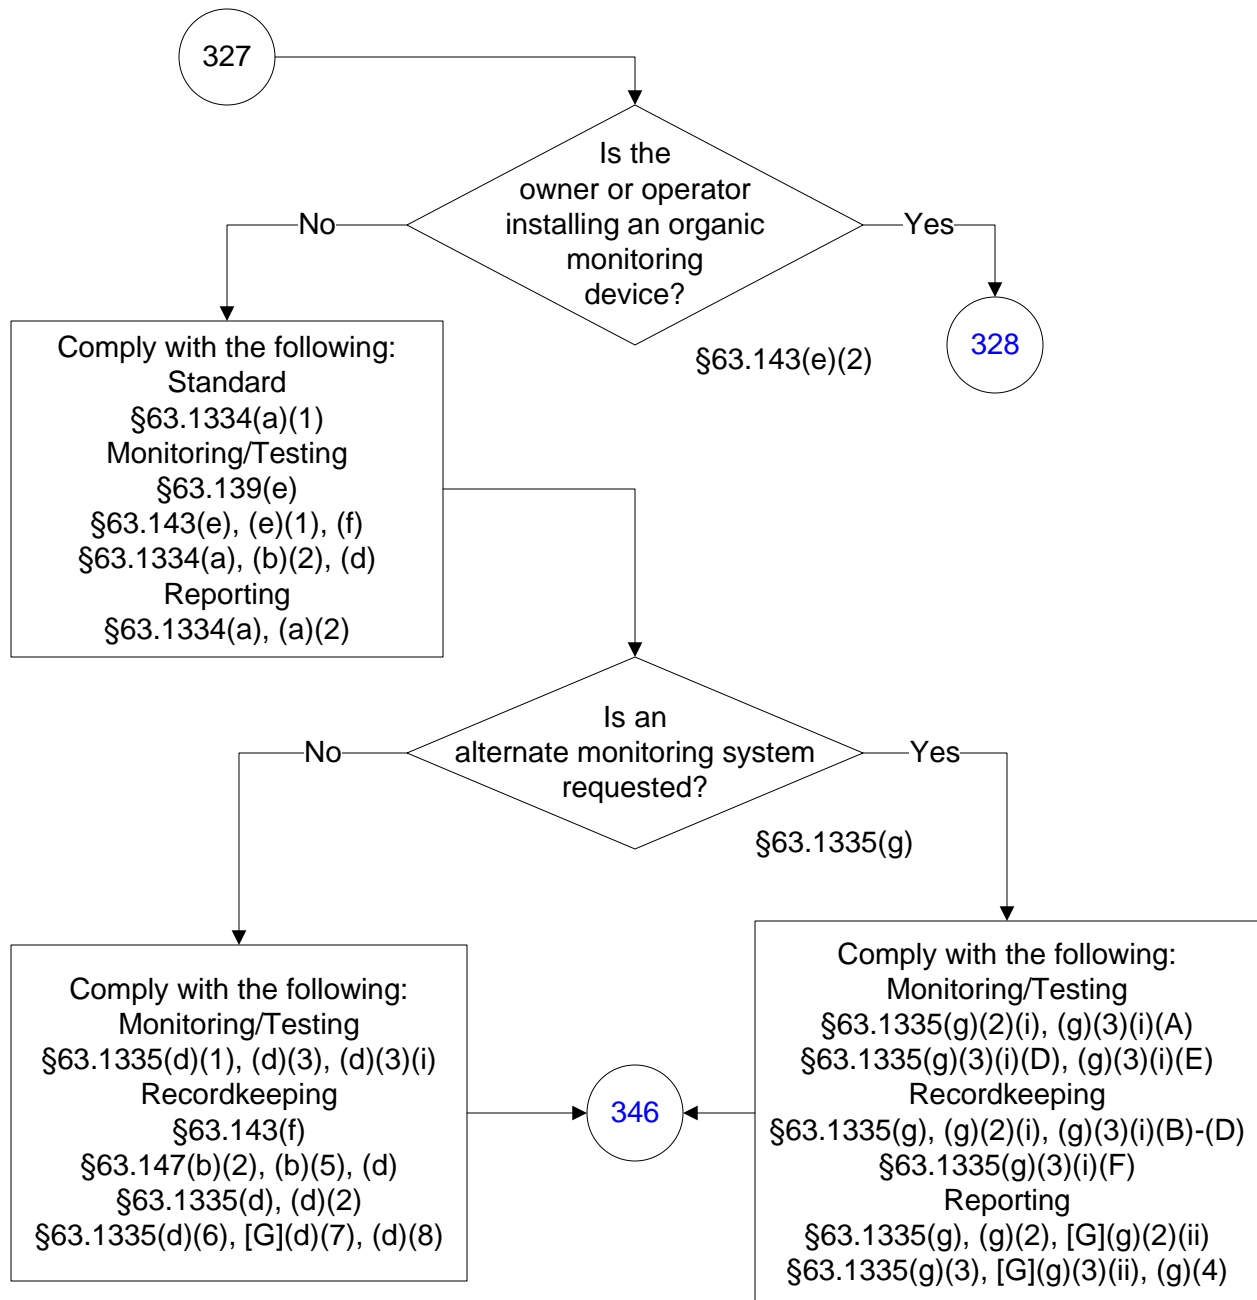 327
Is the
owner or operator
installing an organic
monitoring
device?
No
Yes
§63.143(e)(2)
328
Comply with the following:
Standard
§63.1334(a)(1)
Monitoring/Testing
§63.139(e)
§63.143(e), (e)(1), (f)
§63.1334(a), (b)(2), (d)
Reporting
§63.1334(a), (a)(2)
Is an
alternate monitoring system
requested?
No
Yes
§63.1335(g)
Comply with the following:
Monitoring/Testing
§63.1335(d)(1), (d)(3), (d)(3)(i)
Recordkeeping
§63.143(f)
§63.147(b)(2), (b)(5), (d)
§63.1335(d), (d)(2)
§63.1335(d)(6), [G](d)(7), (d)(8)
346
Comply with the following:
Monitoring/Testing
§63.1335(g)(2)(i), (g)(3)(i)(A)
§63.1335(g)(3)(i)(D), (g)(3)(i)(E)
Recordkeeping
§63.1335(g), (g)(2)(i), (g)(3)(i)(B)-(D)
§63.1335(g)(3)(i)(F)
Reporting
§63.1335(g), (g)(2), [G](g)(2)(ii)
§63.1335(g)(3), [G](g)(3)(ii), (g)(4)